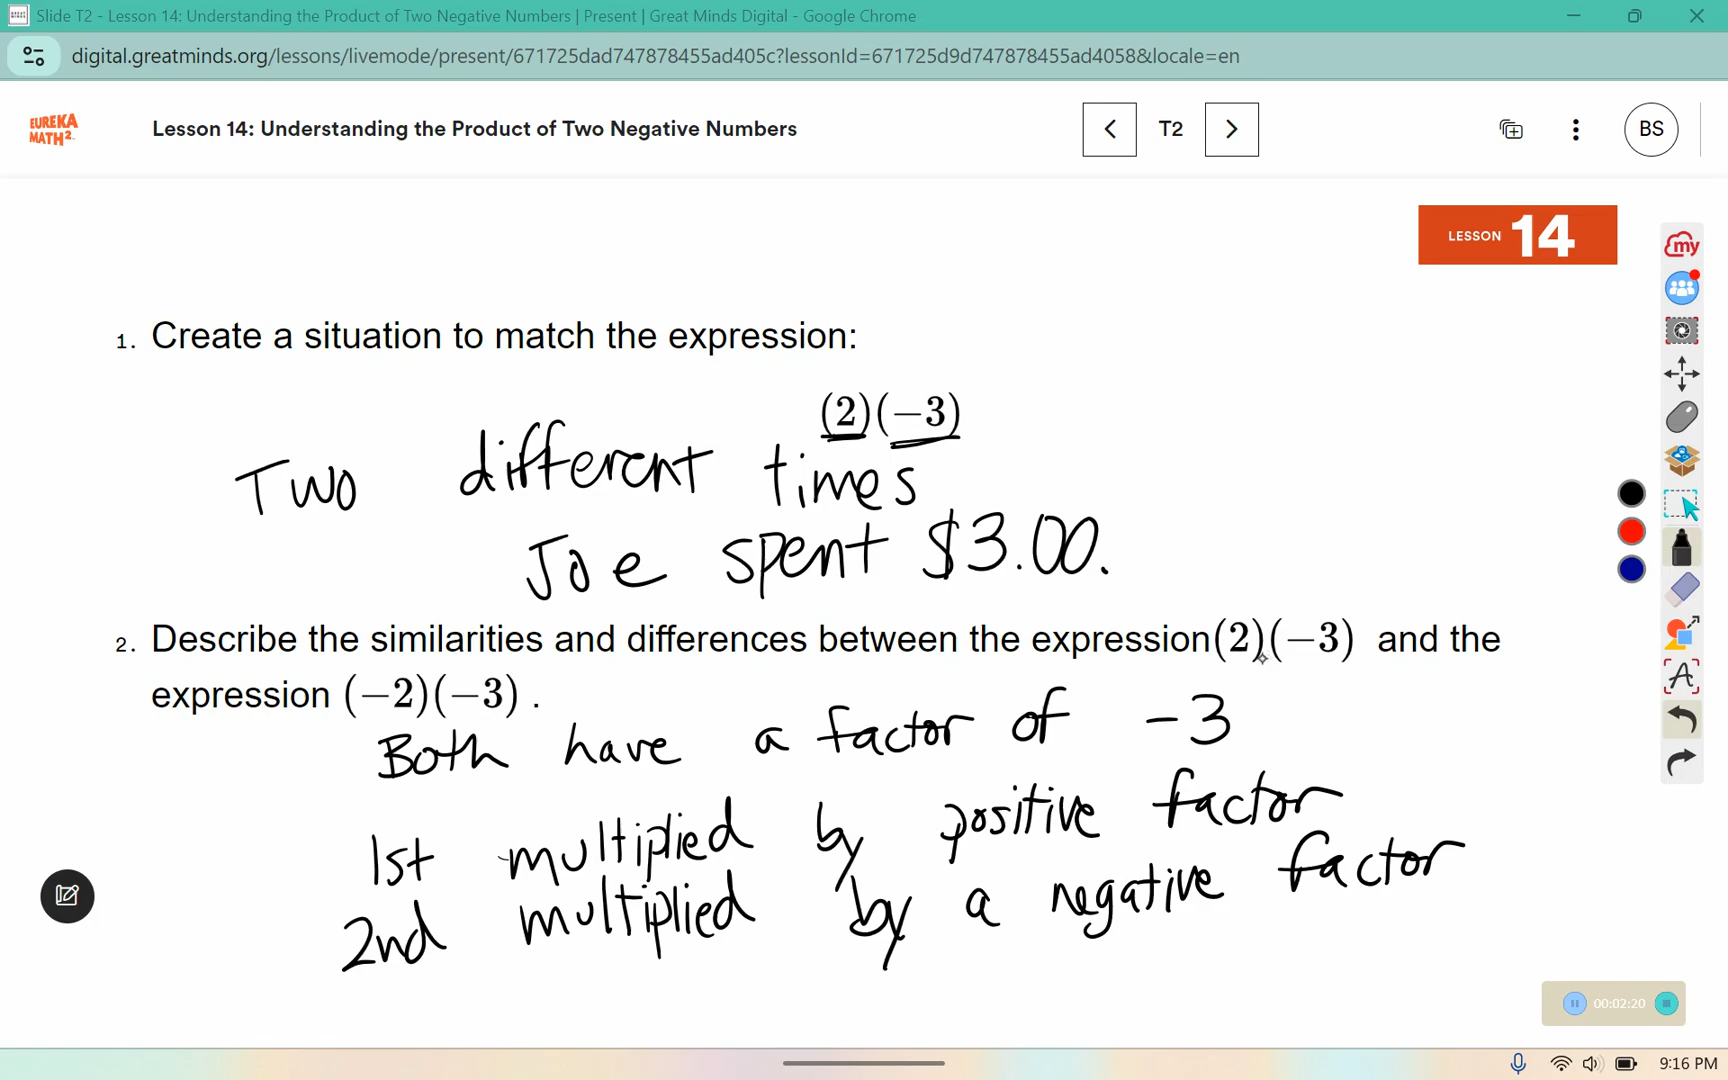 Slide T2 - Lesson 14: Understanding the Product of Two Negative Numbers | Present | Great Minds Digital - Google Chrome
digital.greatminds.org/lessons/livemode/present/671725dad747878455ad405c?lessonId=671725d9d747878455ad4058&locale=en
EUREKA
MATH²
Lesson 14: Understanding the Product of Two Negative Numbers
T2
BS
LESSON 14
my
1. Create a situation to match the expression:
(2)(−3)
Two different times
Joe spent $3.00.
2. Describe the similarities and differences between the expression (2)(−3) and the
expression (−2)(−3) .
Both have a factor of -3
1st multiplied by positive factor
2nd multiplied by a negative factor
00:02:20
9:16 PM